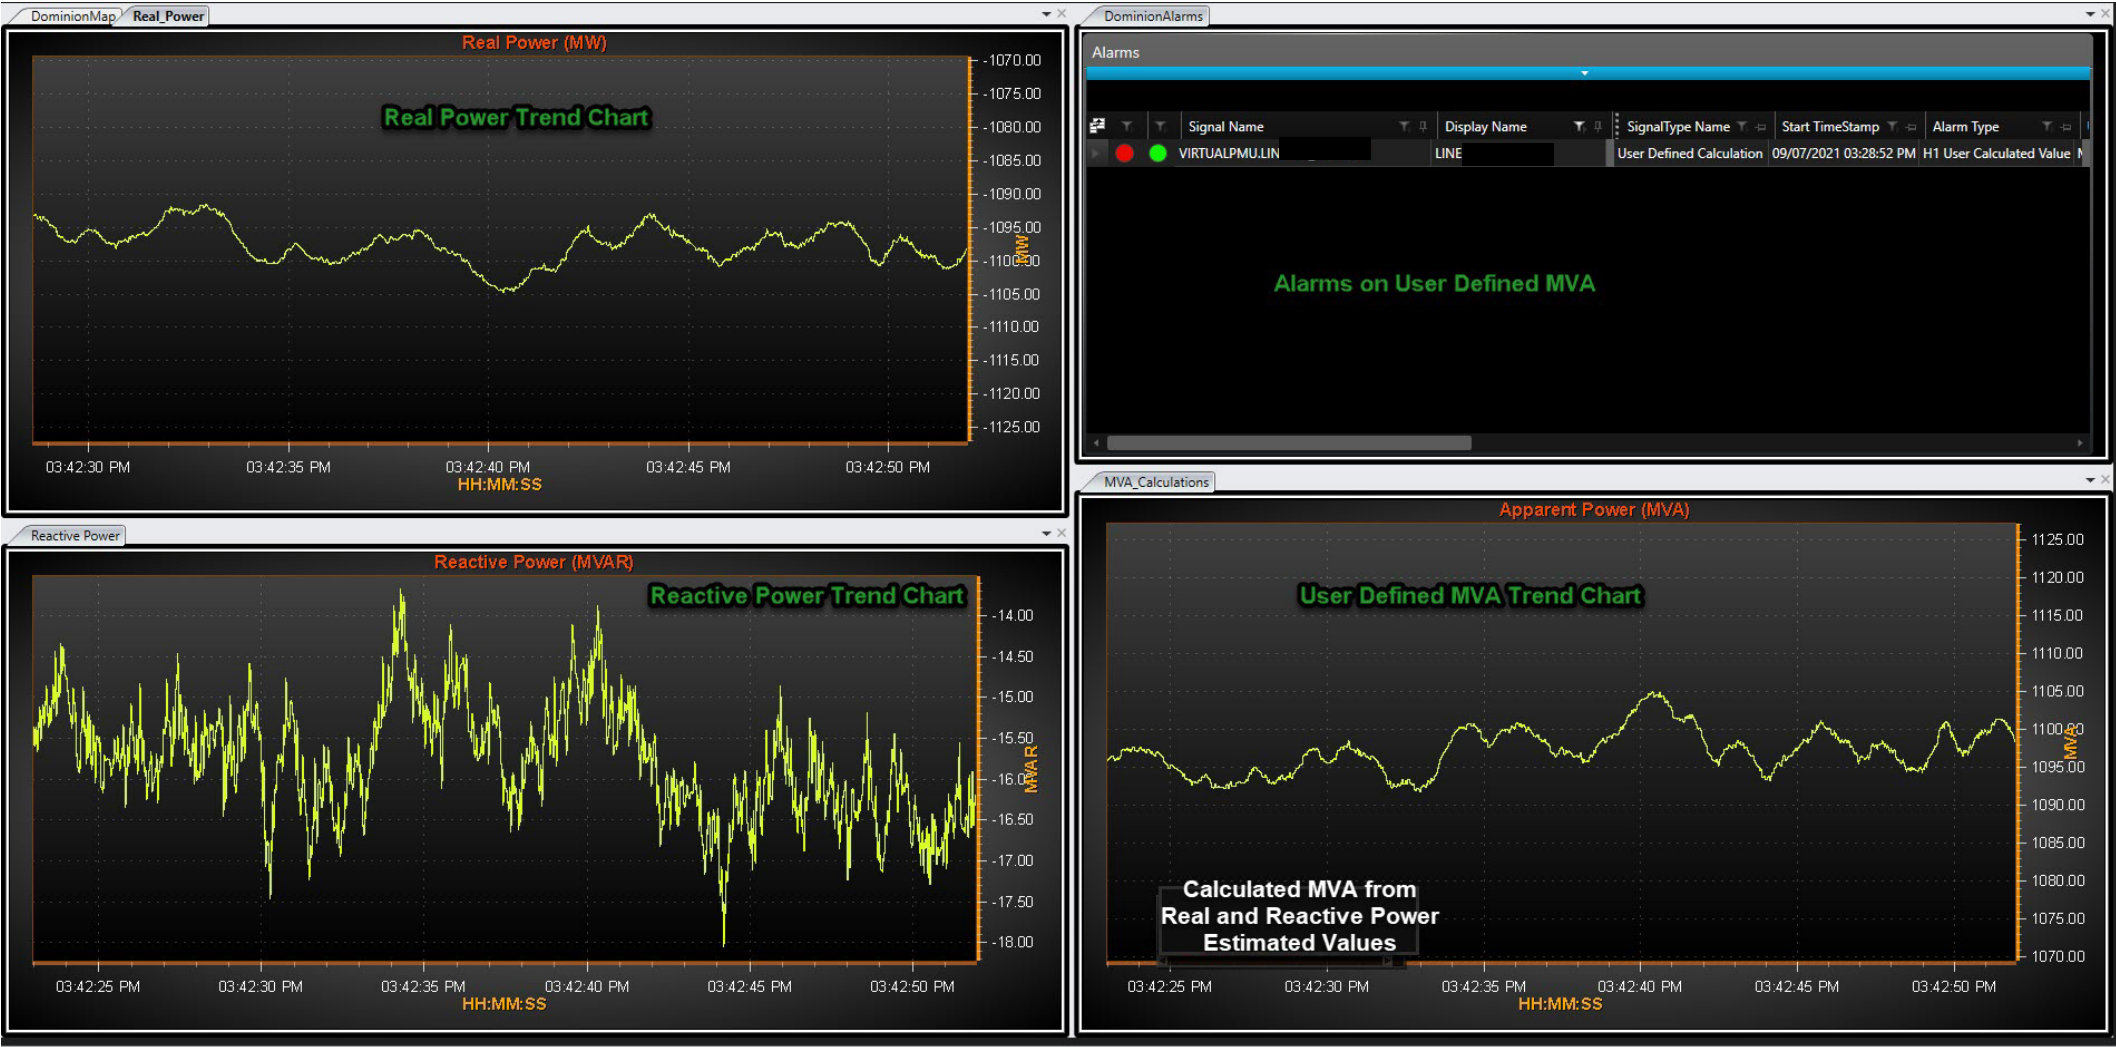 DominionMap Real_Power
Real Power (MW)
Real Power Trend Chart
-1070.00
-1075.00
-1080.00
-1085.00
-1090.00
-1095.00
-1100.00
-1105.00
-1110.00
-1115.00
-1120.00
-1125.00
MW
03:42:30 PM 03:42:35 PM 03:42:40 PM 03:42:45 PM 03:42:50 PM
HH:MM:SS
DominionAlarms
Alarms
Signal Name Display Name SignalType Name Start TimeStamp Alarm Type
VIRTUALPMU.LIN LINE User Defined Calculation 09/07/2021 03:28:52 PM H1 User Calculated Value
Alarms on User Defined MVA
Reactive Power
Reactive Power (MVAR)
Reactive Power Trend Chart
-14.00
-14.50
-15.00
-15.50
-16.00
-16.50
-17.00
-17.50
-18.00
MVAR
03:42:25 PM 03:42:30 PM 03:42:35 PM 03:42:40 PM 03:42:45 PM 03:42:50 PM
HH:MM:SS
MVA_Calculations
Apparent Power (MVA)
User Defined MVA Trend Chart
1125.00
1120.00
1115.00
1110.00
1105.00
1100.00
1095.00
1090.00
1085.00
1080.00
1075.00
1070.00
MVA
Calculated MVA from
Real and Reactive Power
Estimated Values
03:42:25 PM 03:42:30 PM 03:42:35 PM 03:42:40 PM 03:42:45 PM 03:42:50 PM
HH:MM:SS